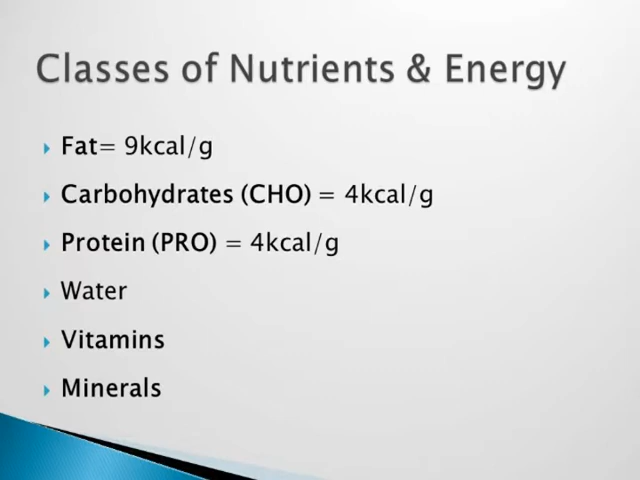 Classes of Nutrients & Energy
Fat= 9kcal/g
Carbohydrates (CHO) = 4kcal/g
Protein (PRO) = 4kcal/g
Water
Vitamins
Minerals